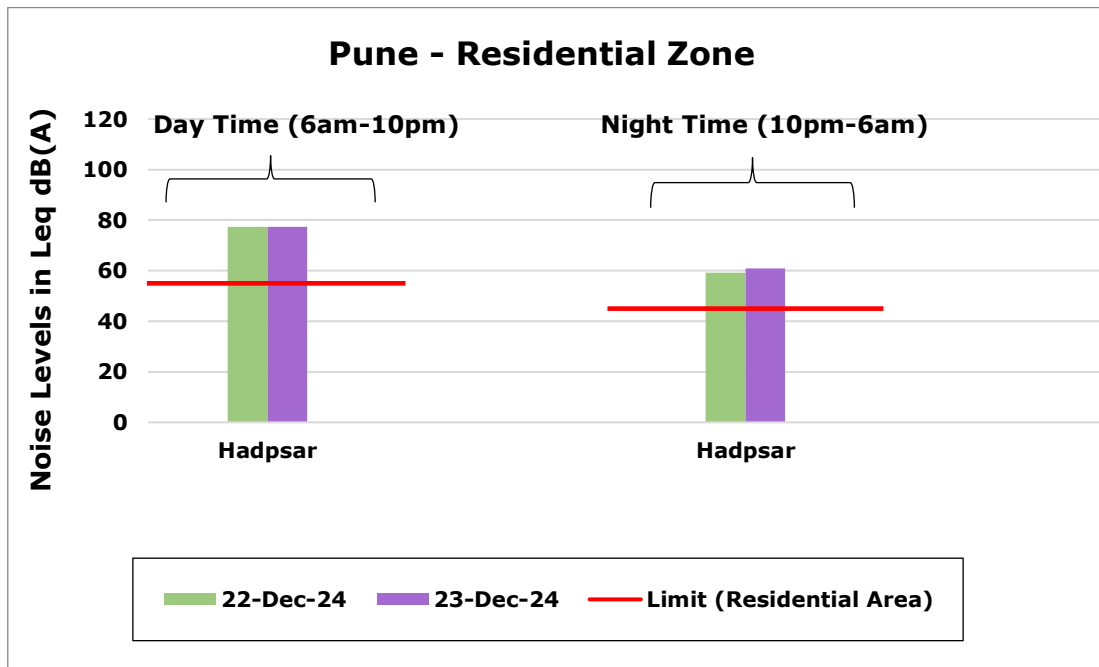 Pune - Residential Zone
Noise Levels in Leq dB(A)
120
100
80
60
40
20
0
Day Time (6am-10pm)
Night Time (10pm-6am)
Hadpsar
Hadpsar
22-Dec-24
23-Dec-24
Limit (Residential Area)